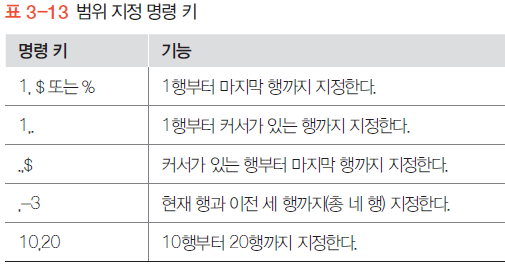 표 3-13 범위 지정 명령 키
명령 키 기능
1, $ 또는 % 1행부터 마지막 행까지 지정한다.
1,. 1행부터 커서가 있는 행까지 지정한다.
.,$ 커서가 있는 행부터 마지막 행까지 지정한다.
,-3 현재 행과 이전 세 행까지(총 네 행) 지정한다.
10,20 10행부터 20행까지 지정한다.